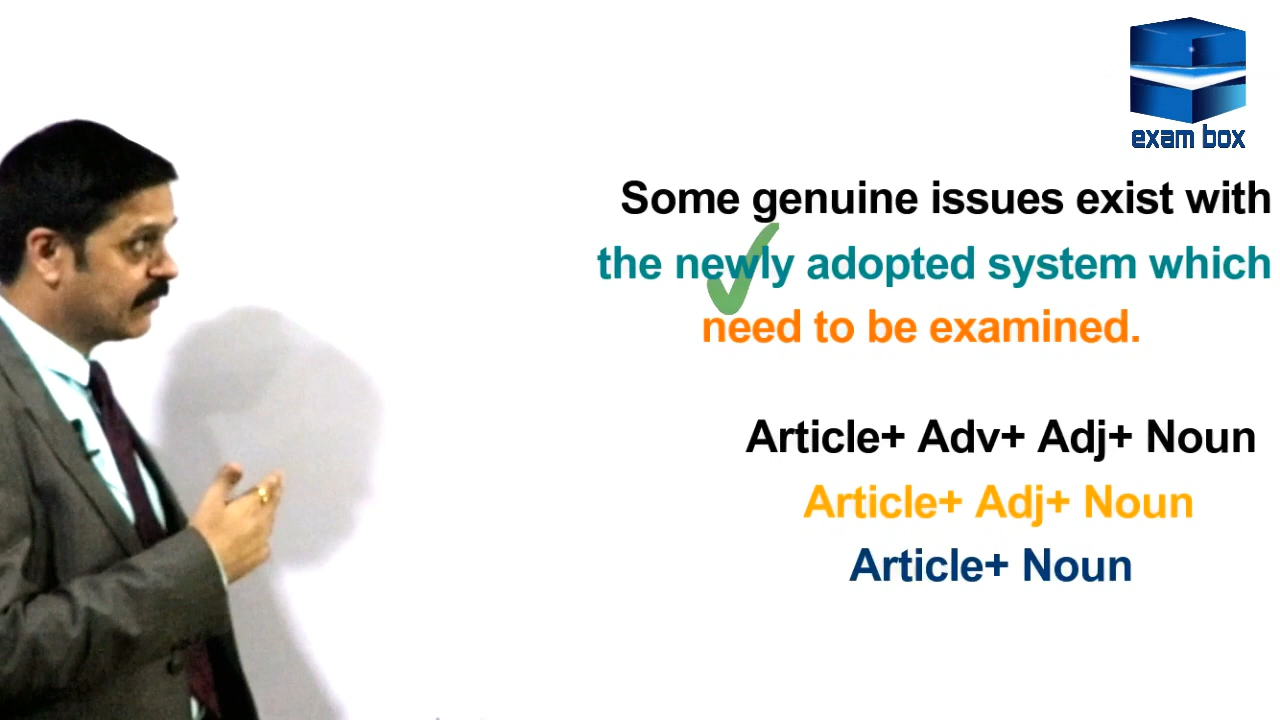 exam box
Some genuine issues exist with
the newly adopted system which
need to be examined.
Article+ Adv+ Adj+ Noun
Article+ Adj+ Noun
Article+ Noun